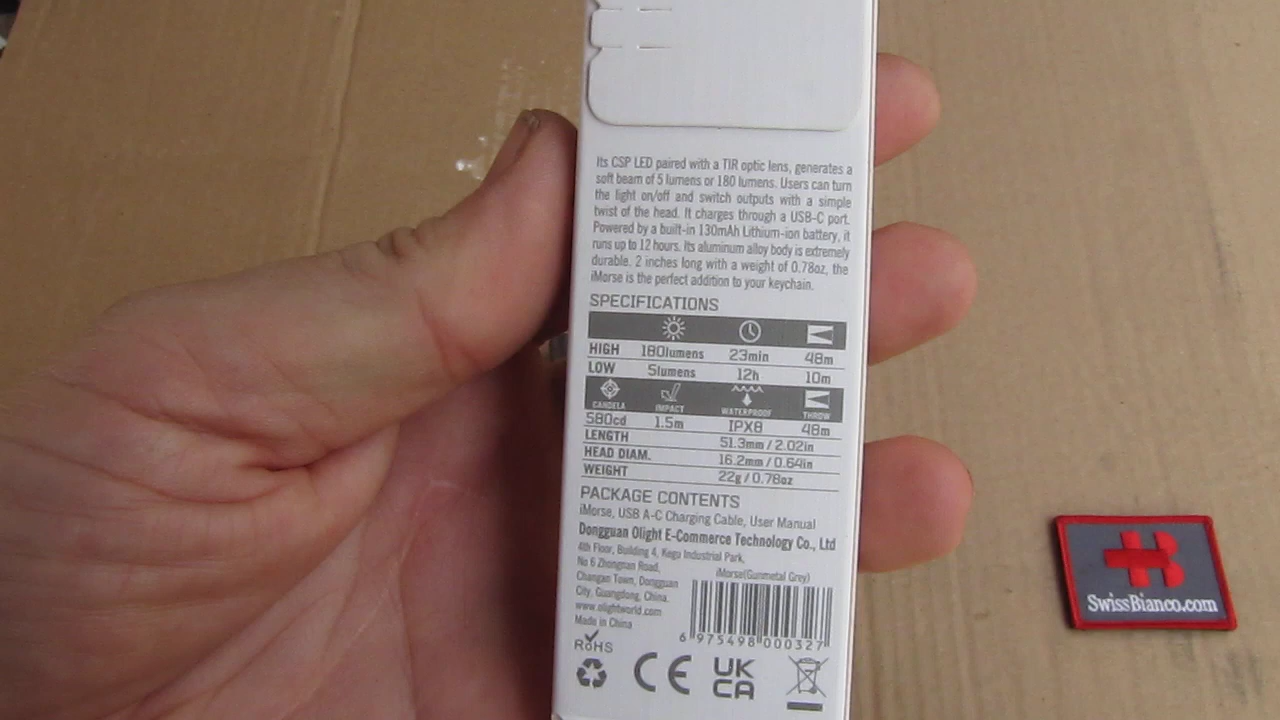 Its CSP LED paired with a TIR optic lens, generates a
soft beam of 5 lumens or 180 lumens. Users can turn
the light on/off and switch outputs with a simple
twist of the head. It charges through a USB-C port.
Powered by a built-in 130mAh Lithium-ion battery, it
runs up to 12 hours. Its aluminum alloy body is extremely
durable. 2 inches long with a weight of 0.78oz, the
iMorse is the perfect addition to your keychain.
SPECIFICATIONS
HIGH 180lumens 23min 48m
LOW 5lumens 12h 10m
CANDELA IMPACT WATERPROOF THROW
580cd 1.5m IPX8 48m
LENGTH 51.3mm / 2.02in
HEAD DIAM. 16.2mm / 0.64in
WEIGHT 22g / 0.78oz
PACKAGE CONTENTS
iMorse, USB A-C Charging Cable, User Manual
Dongguan Olight E-Commerce Technology Co., Ltd
4th Floor, Building 4, Kegu Industrial Park,
No 6 Zhongnan Road,
Changan Town, Dongguan
City, Guangdong, China.
www.olightworld.com
Made in China
iMorse(Gunmetal Grey)
6 975498 000327
RoHS
CE
UK
CA
SwissBianco.com